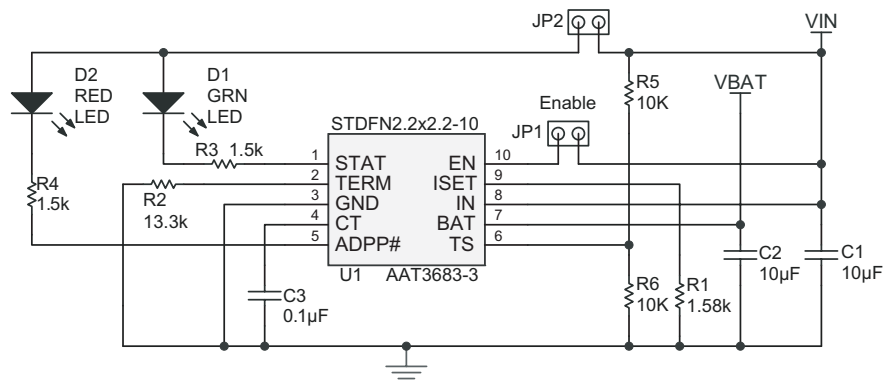 JP2
VIN
D2
RED
LED
D1
GRN
LED
R5
10K
VBAT
Enable
JP1
STDFN2.2x2.2-10
R3 1.5k
1 STAT
2 TERM
3 GND
4 CT
5 ADPP#
EN 10
ISET 9
IN 8
BAT 7
TS 6
R4
1.5k
R2
13.3k
U1 AAT3683-3
C3
0.1µF
R6
10K
R1
1.58k
C2
10µF
C1
10µF